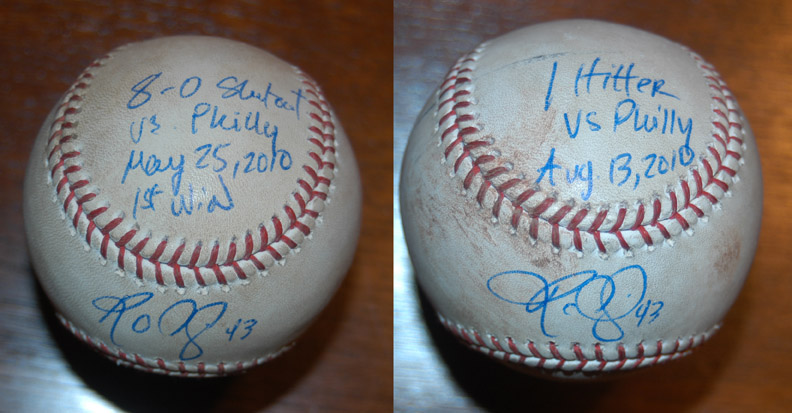 8-0 Shutout
vs Philly
May 25, 2010
1st Win
43
1 Hitter
vs Philly
Aug 13, 2010
43